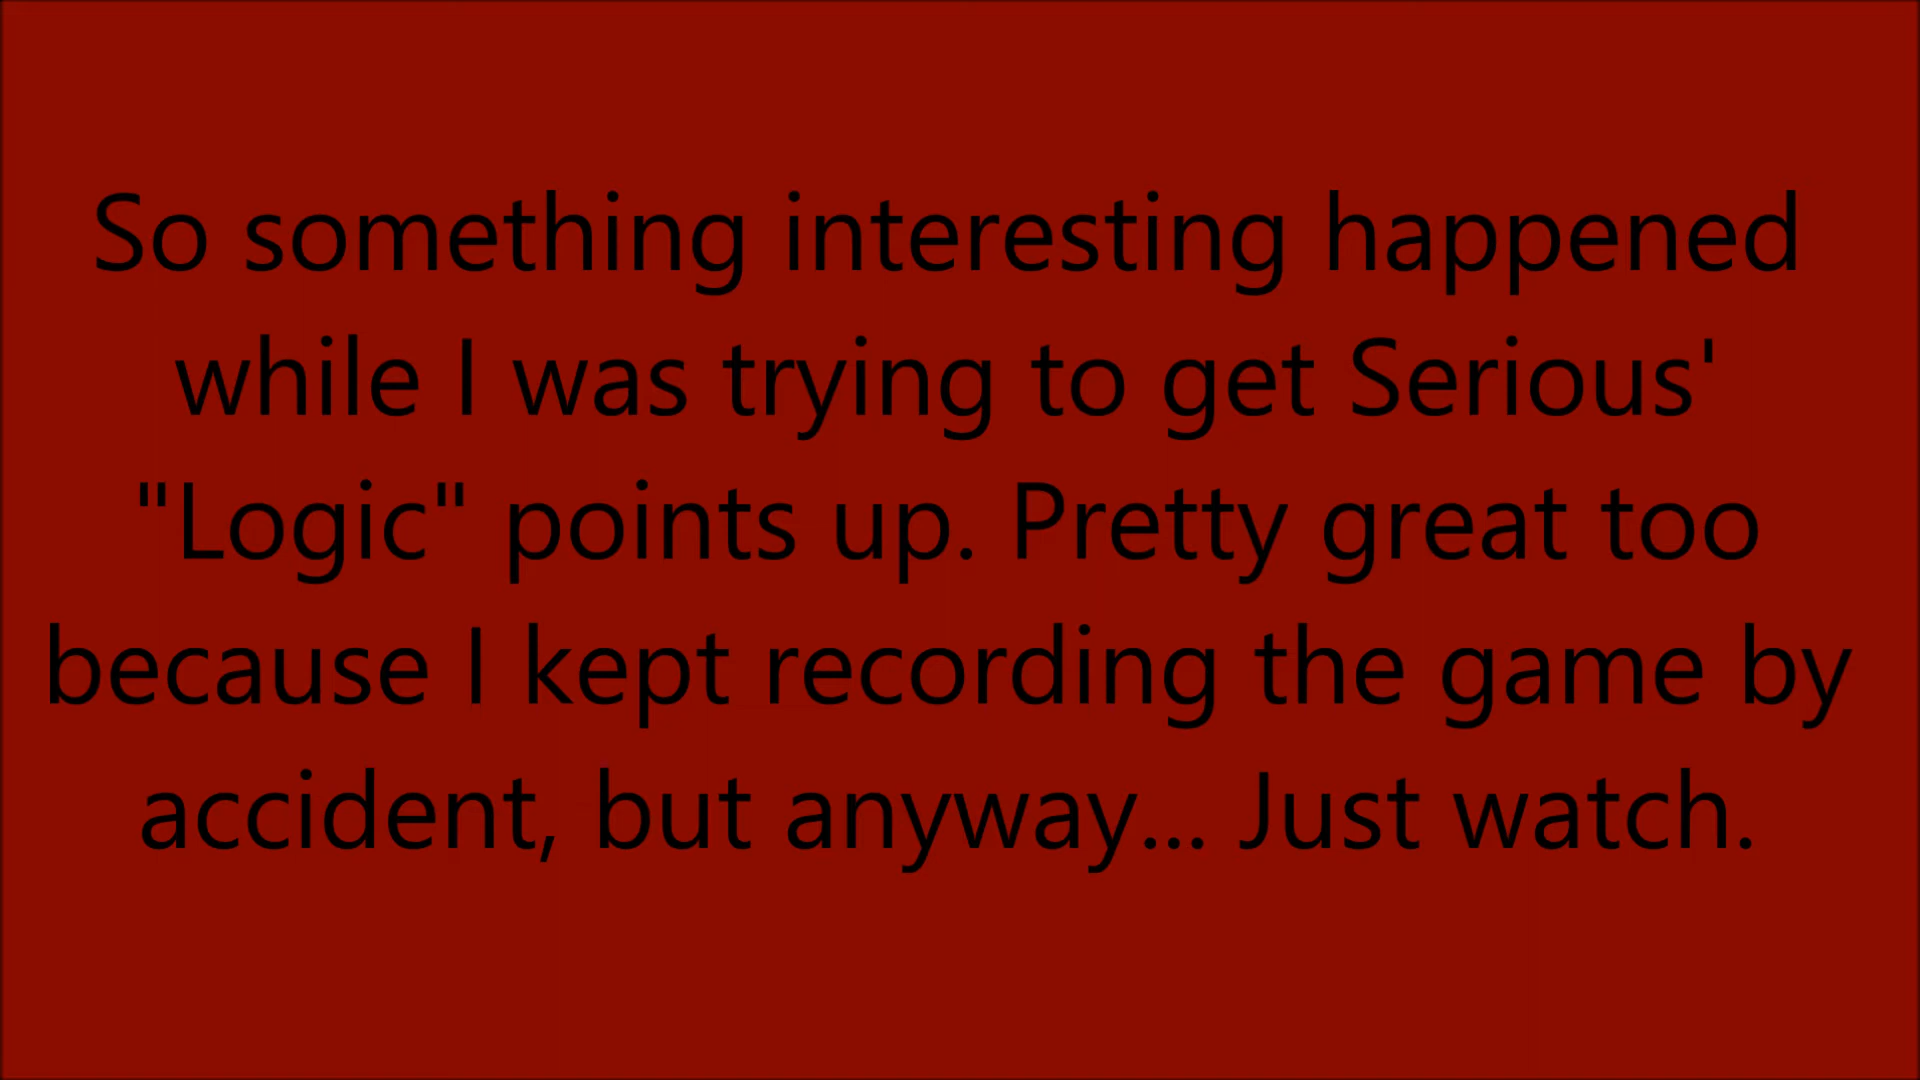 So something interesting happened
while I was trying to get Serious'
"Logic" points up. Pretty great too
because I kept recording the game by
accident, but anyway... Just watch.